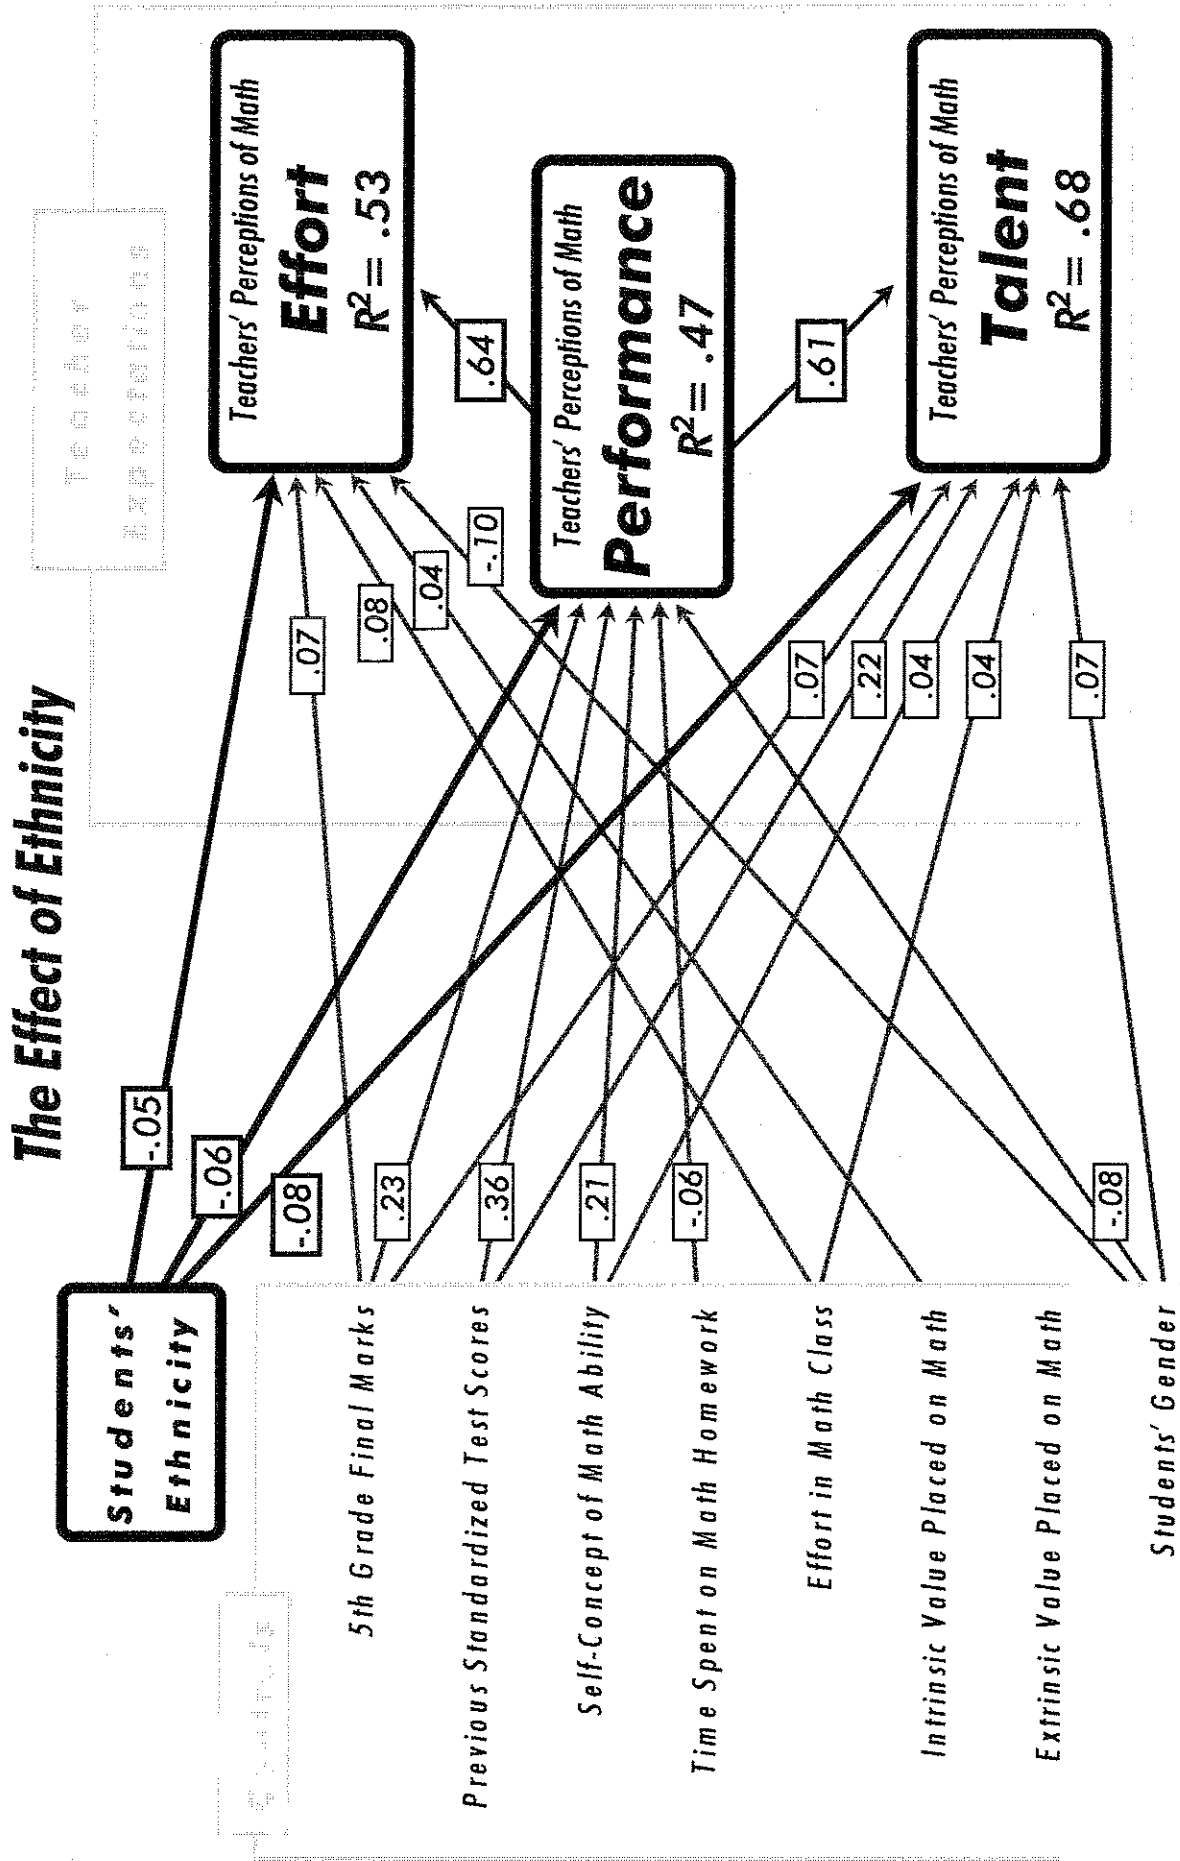 The Effect of Ethnicity
Students'
Ethnicity
Teacher
Expectations
-.05
-.06
-.08
5th Grade Final Marks
Previous Standardized Test Scores
Self-Concept of Math Ability
Time Spent on Math Homework
Effort in Math Class
Intrinsic Value Placed on Math
Extrinsic Value Placed on Math
Students' Gender
.23
.36
.21
-.06
-.08
.07
.08
.04
-.10
.07
.22
.04
.04
.07
Teachers' Perceptions of Math
Effort
R2= .53
.64
Teachers' Perceptions of Math
Performance
R2= .47
.61
Teachers' Perceptions of Math
Talent
R2= .68